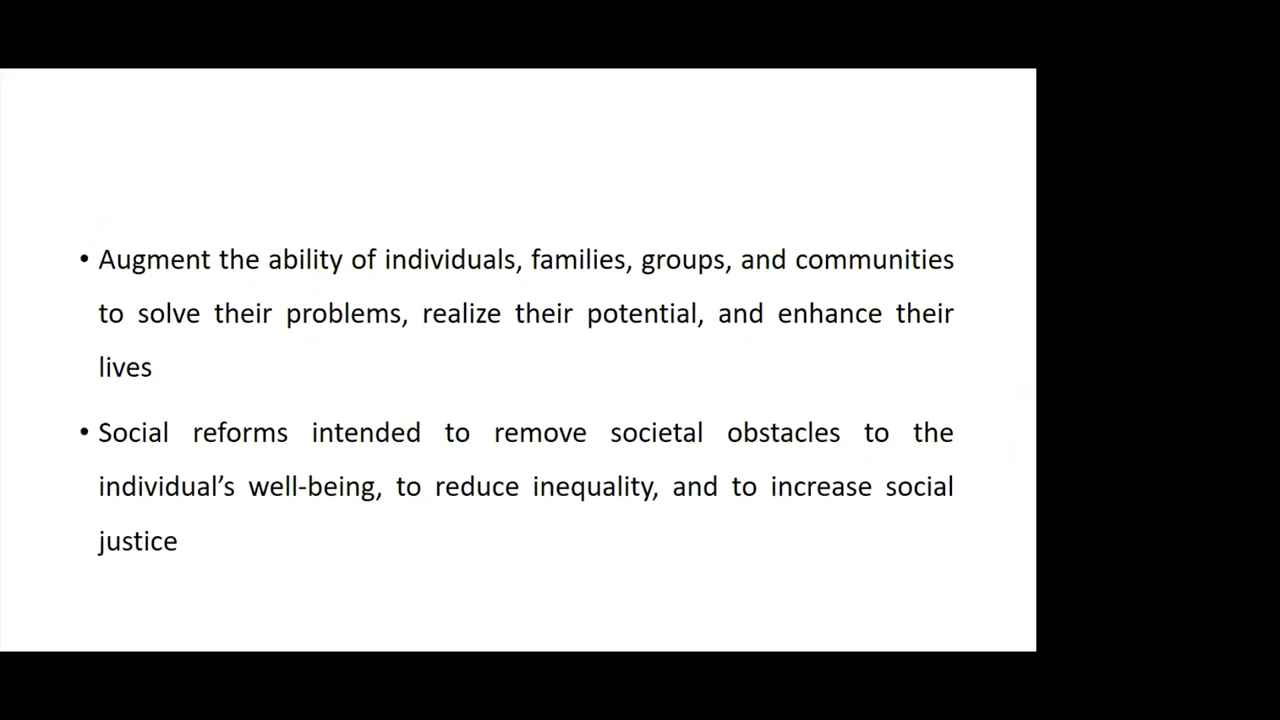 • Augment the ability of individuals, families, groups, and communities
to solve their problems, realize their potential, and enhance their
lives
• Social reforms intended to remove societal obstacles to the
individual’s well-being, to reduce inequality, and to increase social
justice